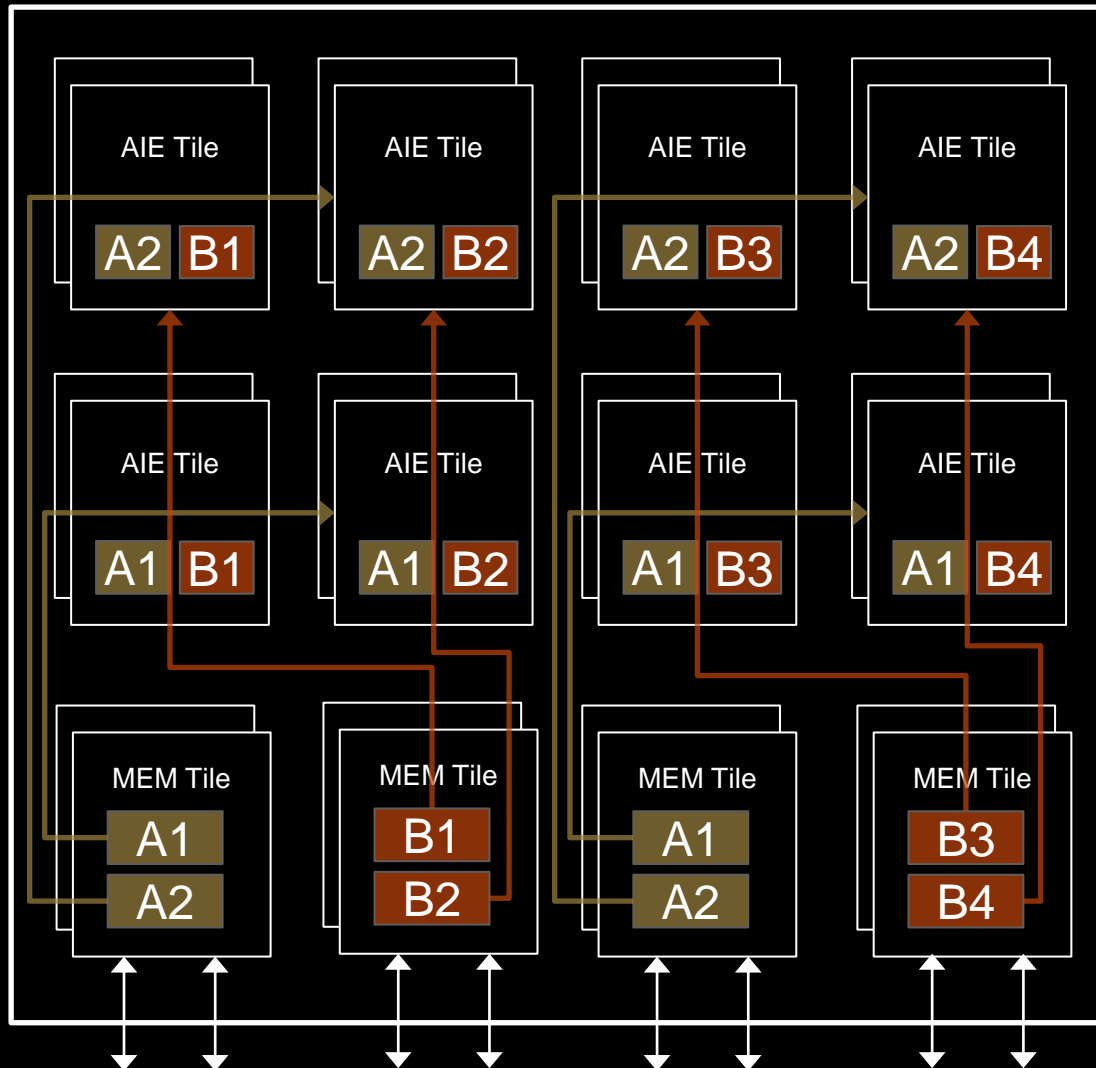 AIE Tile AIE Tile AIE Tile AIE Tile
A2 B1 A2 B2 A2 B3 A2 B4
AIE Tile AIE Tile AIE Tile AIE Tile
A1 B1 A1 B2 A1 B3 A1 B4
MEM Tile MEM Tile MEM Tile MEM Tile
A1 B1 A1 B3
A2 B2 A2 B4